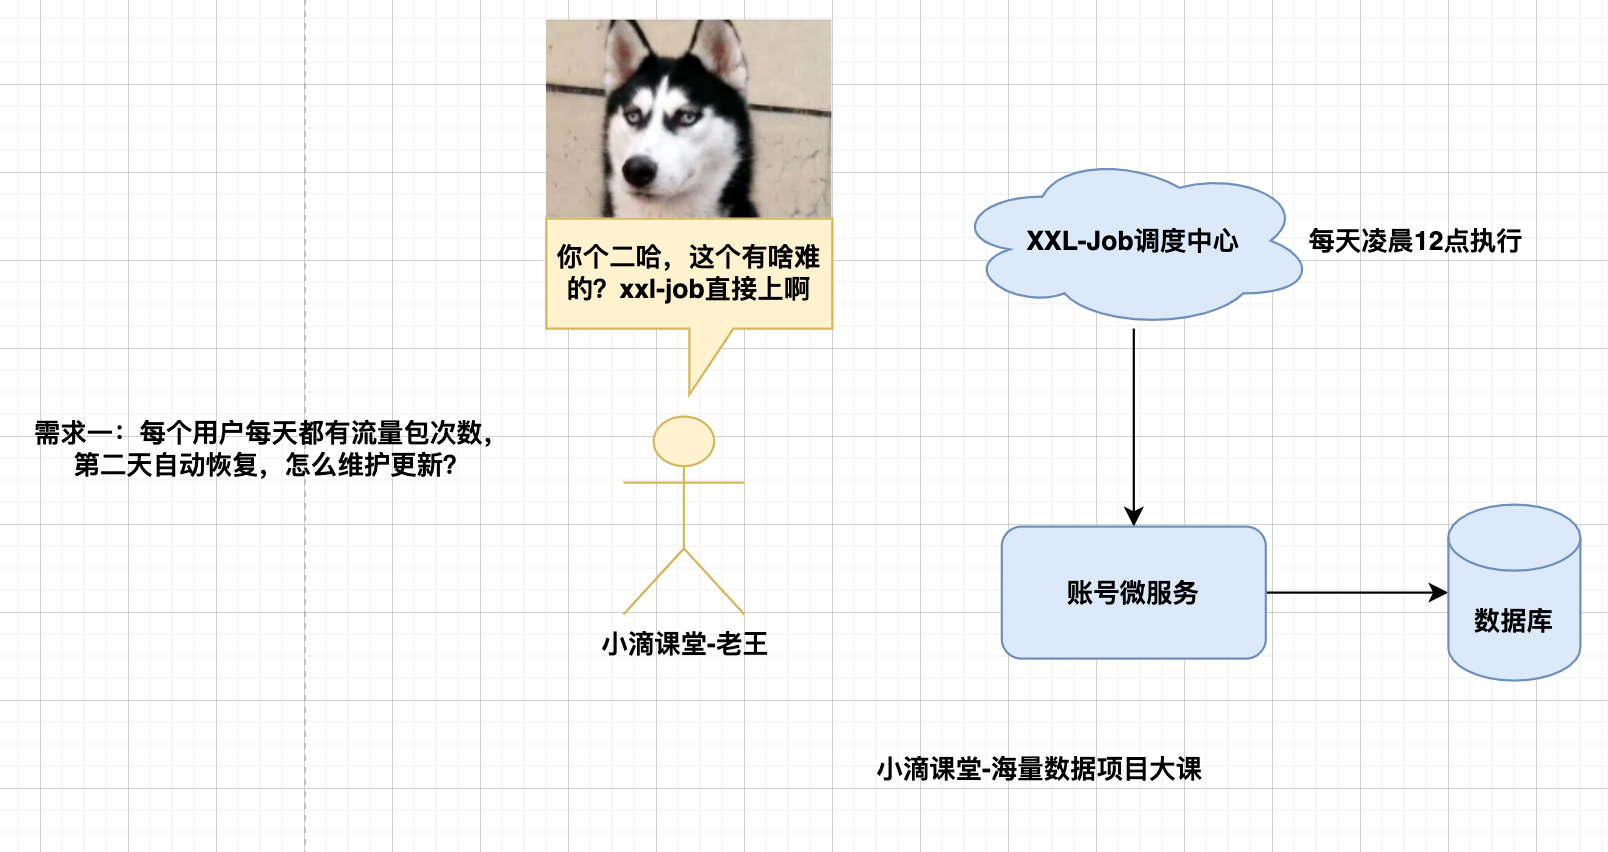 你个二哈，这个有啥难
的？xxl-job直接上啊
XXL-Job调度中心
每天凌晨12点执行
需求一：每个用户每天都有流量包次数，
第二天自动恢复，怎么维护更新？
账号微服务
数据库
小滴课堂-老王
小滴课堂-海量数据项目大课